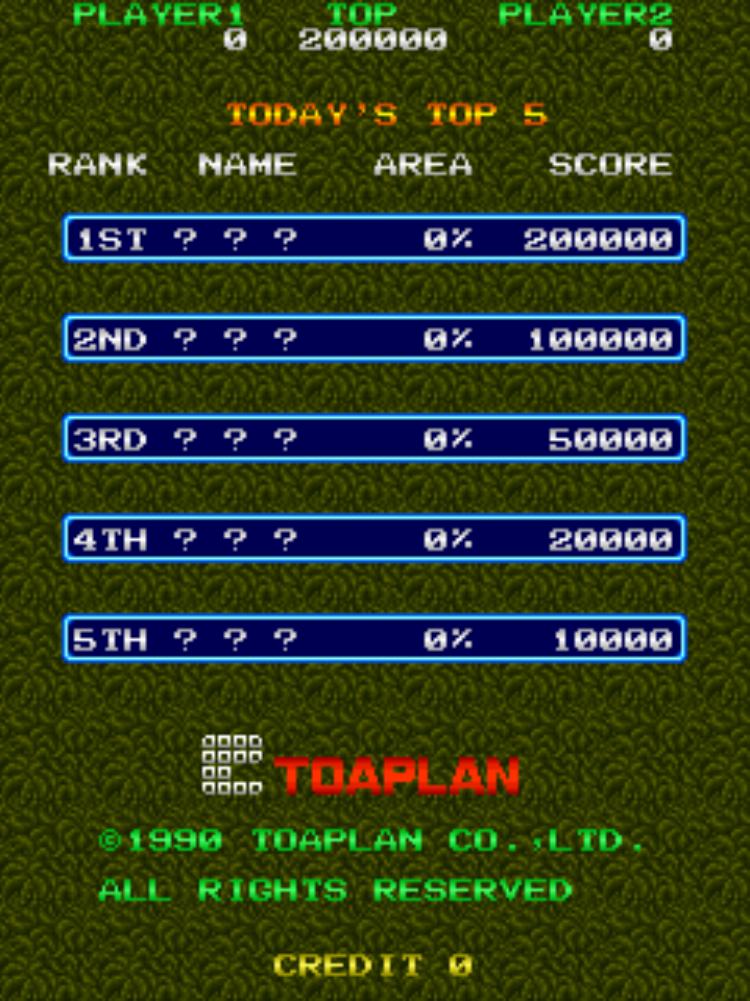 PLAYER1 TOP PLAYER2
0 200000 0
TODAY'S TOP 5
RANK NAME AREA SCORE
1ST ? ? ? 0% 200000
2ND ? ? ? 0% 100000
3RD ? ? ? 0% 50000
4TH ? ? ? 0% 20000
5TH ? ? ? 0% 10000
TOAPLAN
©1990 TOAPLAN CO.,LTD.
ALL RIGHTS RESERVED
CREDIT 0